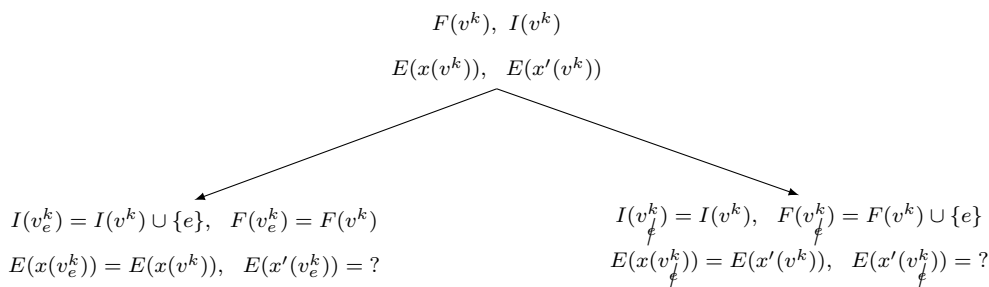 F(v^k), I(v^k)
E(x(v^k)), E(x′(v^k))
I(v_e^k) = I(v^k) ∪ {e}, F(v_e^k) = F(v^k)
E(x(v_e^k)) = E(x(v^k)), E(x′(v_e^k)) = ?
I(v_{e̸}^k) = I(v^k), F(v_{e̸}^k) = F(v^k) ∪ {e}
E(x(v_{e̸}^k)) = E(x′(v^k)), E(x′(v_{e̸}^k)) = ?